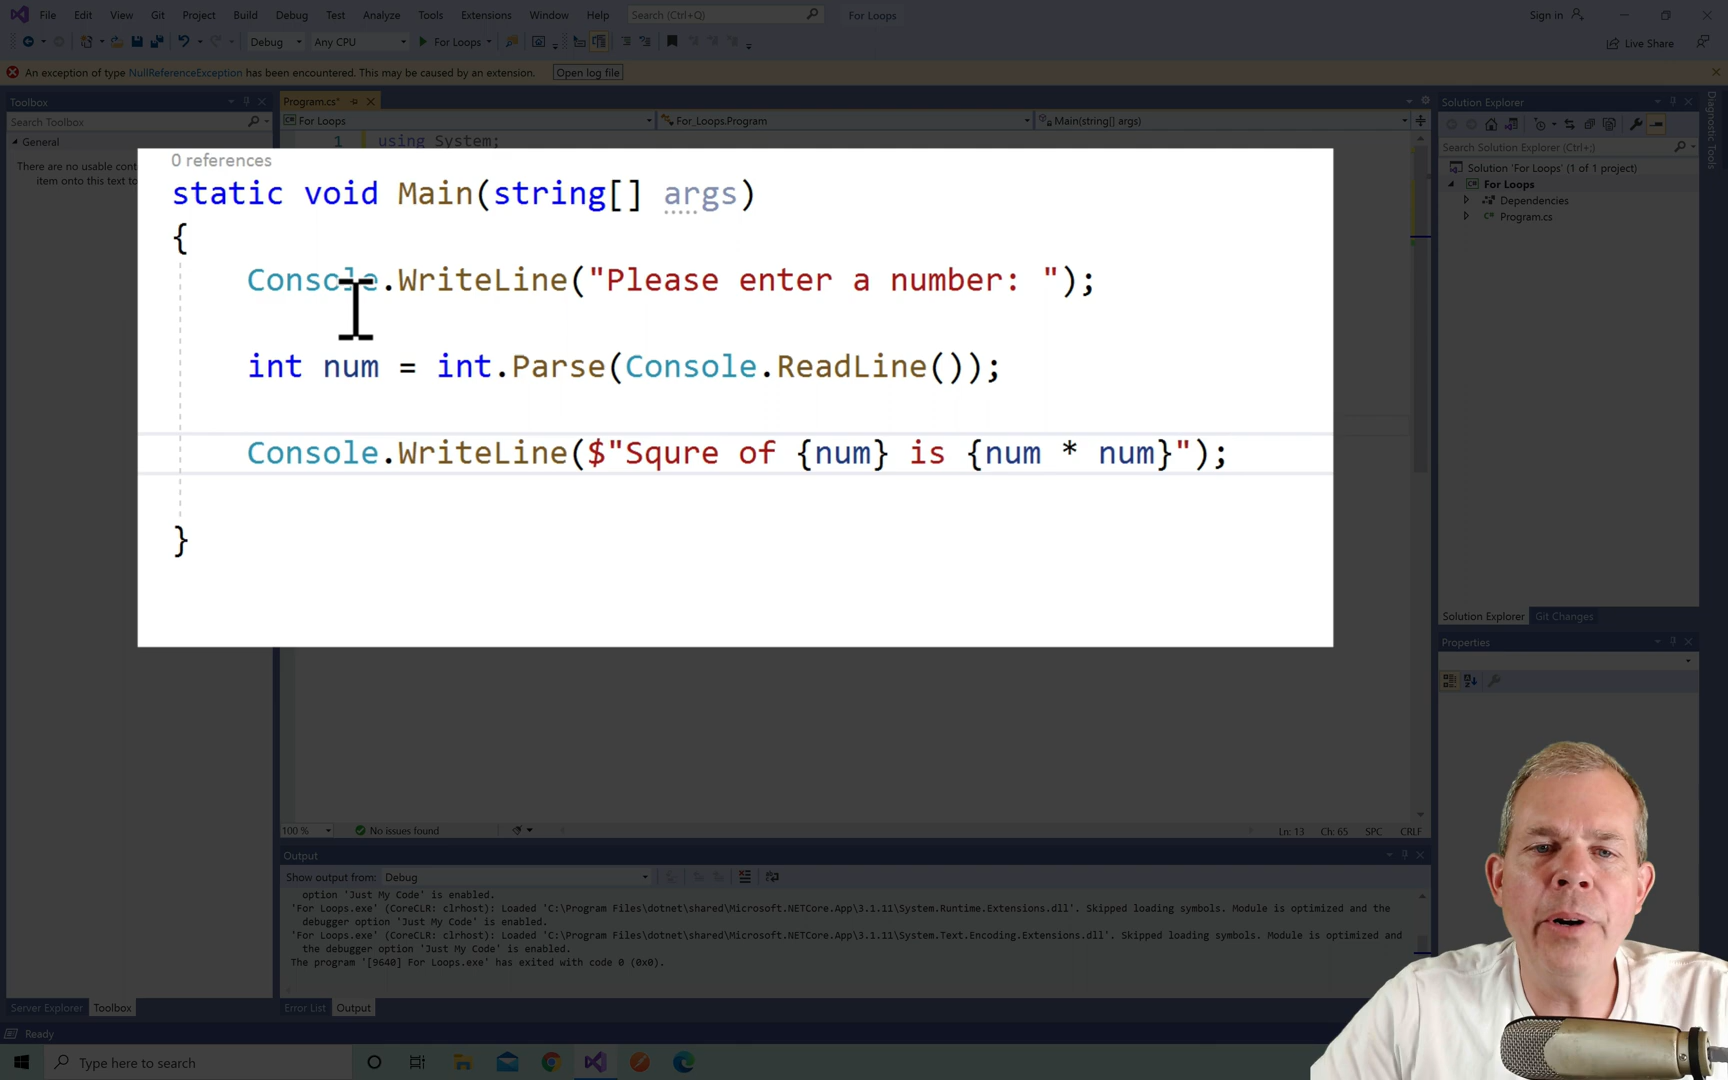 File Edit View Git Project Build Debug Test Analyze Tools Extensions Window Help Search (Ctrl+Q) For Loops Sign in
Debug Any CPU For Loops Live Share
An exception of type NullReferenceException has been encountered. This may be caused by an extension. Open log file
Toolbox
Search Toolbox
General
There are no usable cont
item onto this text to
Program.cs*
For Loops For_Loops.Program Main(string[] args)
1 using System;
0 references
static void Main(string[] args)
{
Console.WriteLine("Please enter a number: ");
int num = int.Parse(Console.ReadLine());
Console.WriteLine($"Squre of {num} is {num * num}");
}
Solution Explorer
Search Solution Explorer (Ctrl+;)
Solution 'For Loops' (1 of 1 project)
For Loops
Dependencies
Program.cs
Diagnostic Tools
Solution Explorer Git Changes
Properties
100 % No issues found Ln: 13 Ch: 65 SPC CRLF
Output
Show output from: Debug
option 'Just My Code' is enabled.
'For Loops.exe' (CoreCLR: clrhost): Loaded 'C:\Program Files\dotnet\shared\Microsoft.NETCore.App\3.1.11\System.Runtime.Extensions.dll'. Skipped loading symbols. Module is optimized and the
debugger option 'Just My Code' is enabled.
'For Loops.exe' (CoreCLR: clrhost): Loaded 'C:\Program Files\dotnet\shared\Microsoft.NETCore.App\3.1.11\System.Text.Encoding.Extensions.dll'. Skipped loading symbols. Module is optimized and
the debugger option 'Just My Code' is enabled.
The program '[9640] For Loops.exe' has exited with code 0 (0x0).
Server Explorer Toolbox Error List Output
Ready
Type here to search